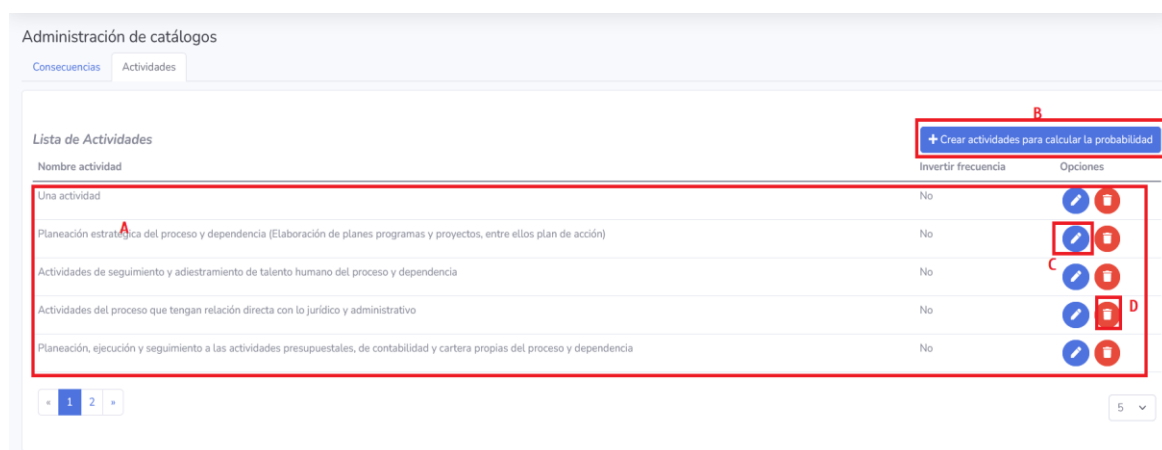 Administración de catálogos
Consecuencias Actividades
B
Lista de Actividades + Crear actividades para calcular la probabilidad
Nombre actividad Invertir frecuencia Opciones
Una actividad No
A
Planeación estratégica del proceso y dependencia (Elaboración de planes programas y proyectos, entre ellos plan de acción) No
C
Actividades de seguimiento y adiestramiento de talento humano del proceso y dependencia No
Actividades del proceso que tengan relación directa con lo jurídico y administrativo No D
Planeación, ejecución y seguimiento a las actividades presupuestales, de contabilidad y cartera propias del proceso y dependencia No
« 1 2 » 5